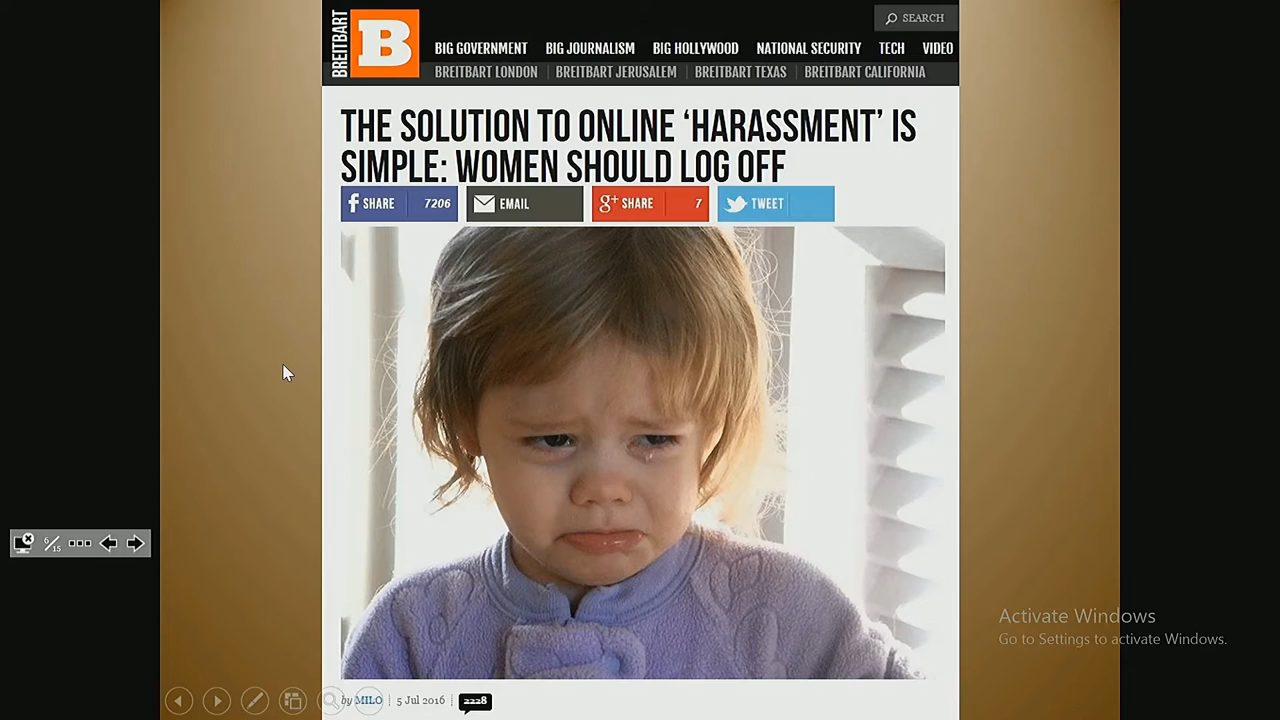 BREITBART
B
SEARCH
BIG GOVERNMENT BIG JOURNALISM BIG HOLLYWOOD NATIONAL SECURITY TECH VIDEO
BREITBART LONDON BREITBART JERUSALEM BREITBART TEXAS BREITBART CALIFORNIA
THE SOLUTION TO ONLINE ‘HARASSMENT’ IS
SIMPLE: WOMEN SHOULD LOG OFF
f SHARE 7206 EMAIL g+ SHARE 7 TWEET
6/15
Activate Windows
Go to Settings to activate Windows.
by MILO | 5 Jul 2016 | 2228